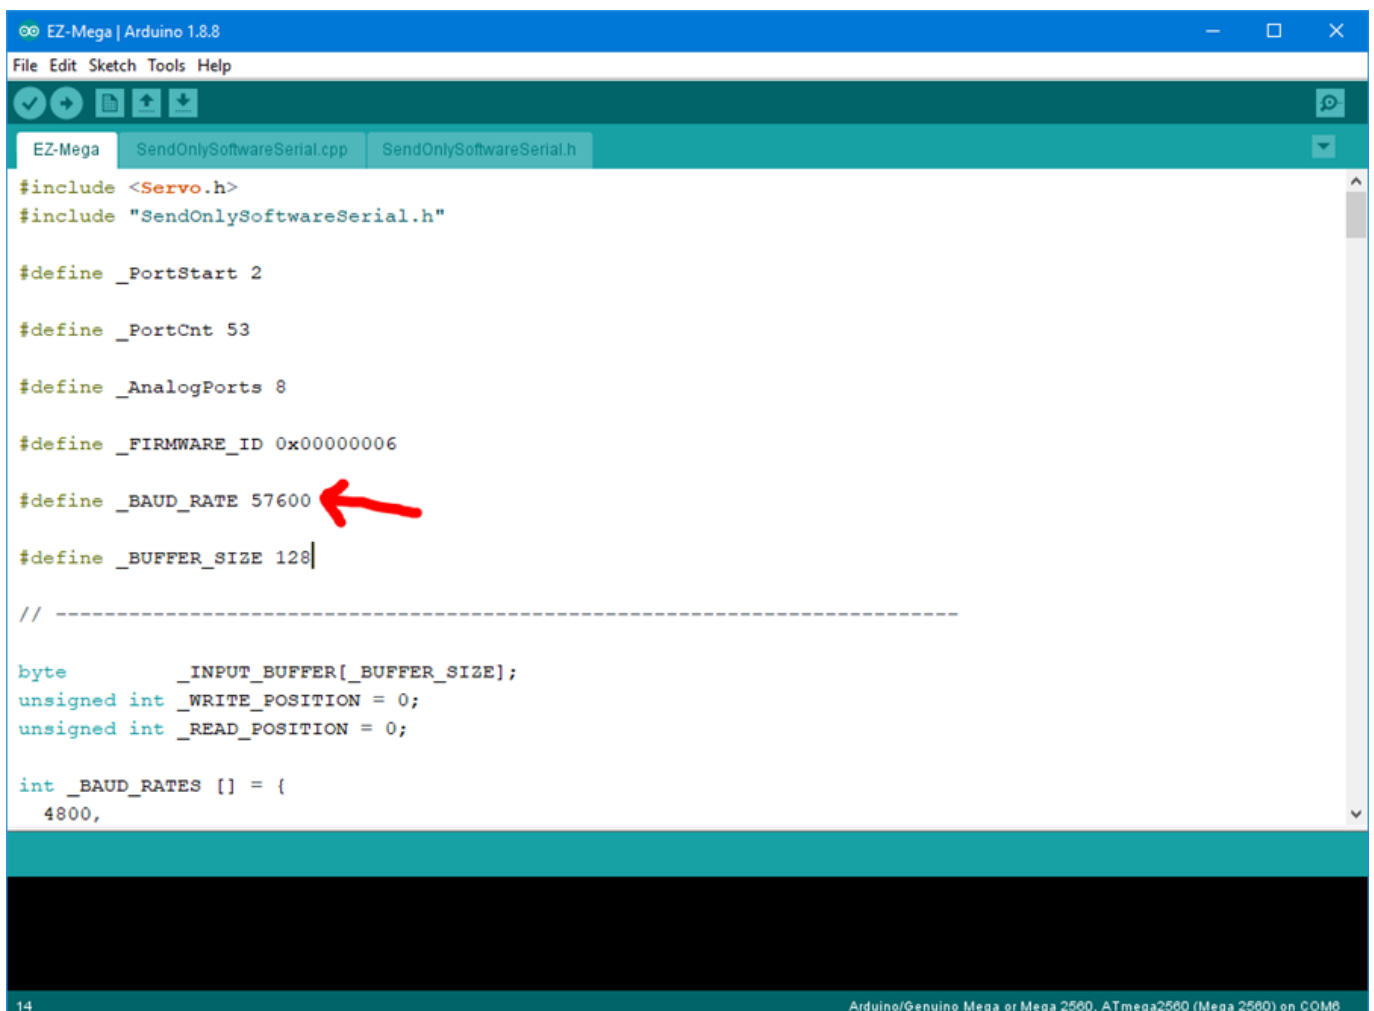 EZ-Mega | Arduino 1.8.8
File Edit Sketch Tools Help
EZ-Mega SendOnlySoftwareSerial.cpp SendOnlySoftwareSerial.h
#include <Servo.h>
#include "SendOnlySoftwareSerial.h"
#define _PortStart 2
#define _PortCnt 53
#define _AnalogPorts 8
#define _FIRMWARE_ID 0x00000006
#define _BAUD_RATE 57600
#define _BUFFER_SIZE 128
// --------------------------------------------------------------------------
byte _INPUT_BUFFER[_BUFFER_SIZE];
unsigned int _WRITE_POSITION = 0;
unsigned int _READ_POSITION = 0;
int _BAUD_RATES [] = {
4800,
14 Arduino/Genuino Mega or Mega 2560, ATmega2560 (Mega 2560) on COM6